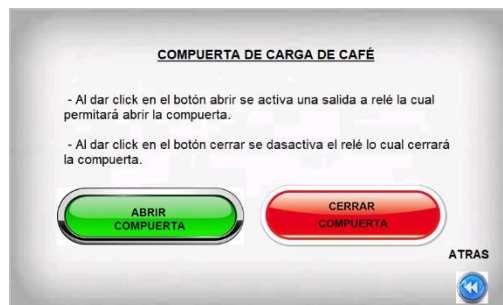 COMPUERTA DE CARGA DE CAFÉ
- Al dar click en el botón abrir se activa una salida a relé la cual
permitará abrir la compuerta.
- Al dar click en el botón cerrar se dasactiva el relé lo cual cerrará
la compuerta.
ABRIR
COMPUERTA
CERRAR
COMPUERTA
ATRAS